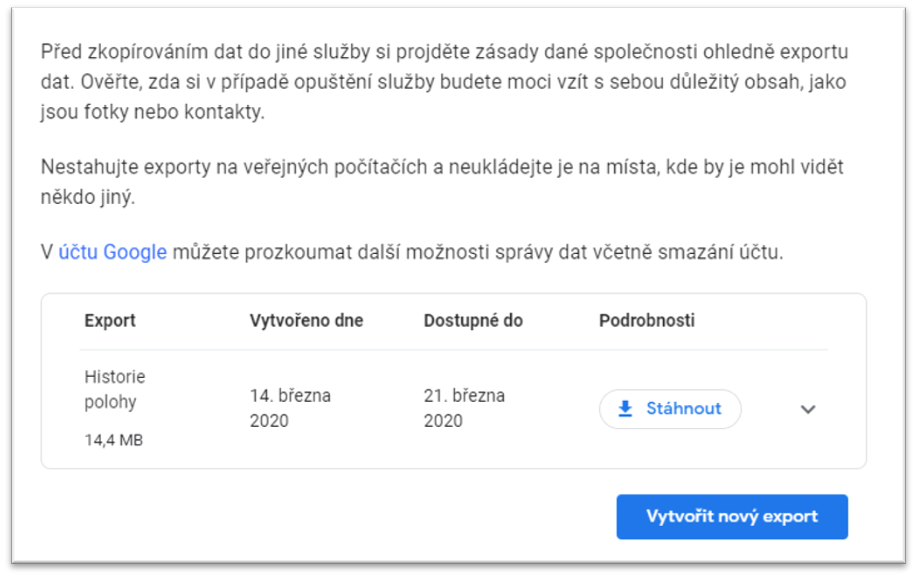 Před zkopírováním dat do jiné služby si projděte zásady dané společnosti ohledně exportu
dat. Ověřte, zda si v případě opuštění služby budete moci vzít s sebou důležitý obsah, jako
jsou fotky nebo kontakty.
Nestahujte exporty na veřejných počítačích a neukládejte je na místa, kde by je mohl vidět
někdo jiný.
V účtu Google můžete prozkoumat další možnosti správy dat včetně smazání účtu.
Export Vytvořeno dne Dostupné do Podrobnosti
Historie
polohy
14,4 MB
14. března
2020
21. března
2020
Stáhnout
Vytvořit nový export